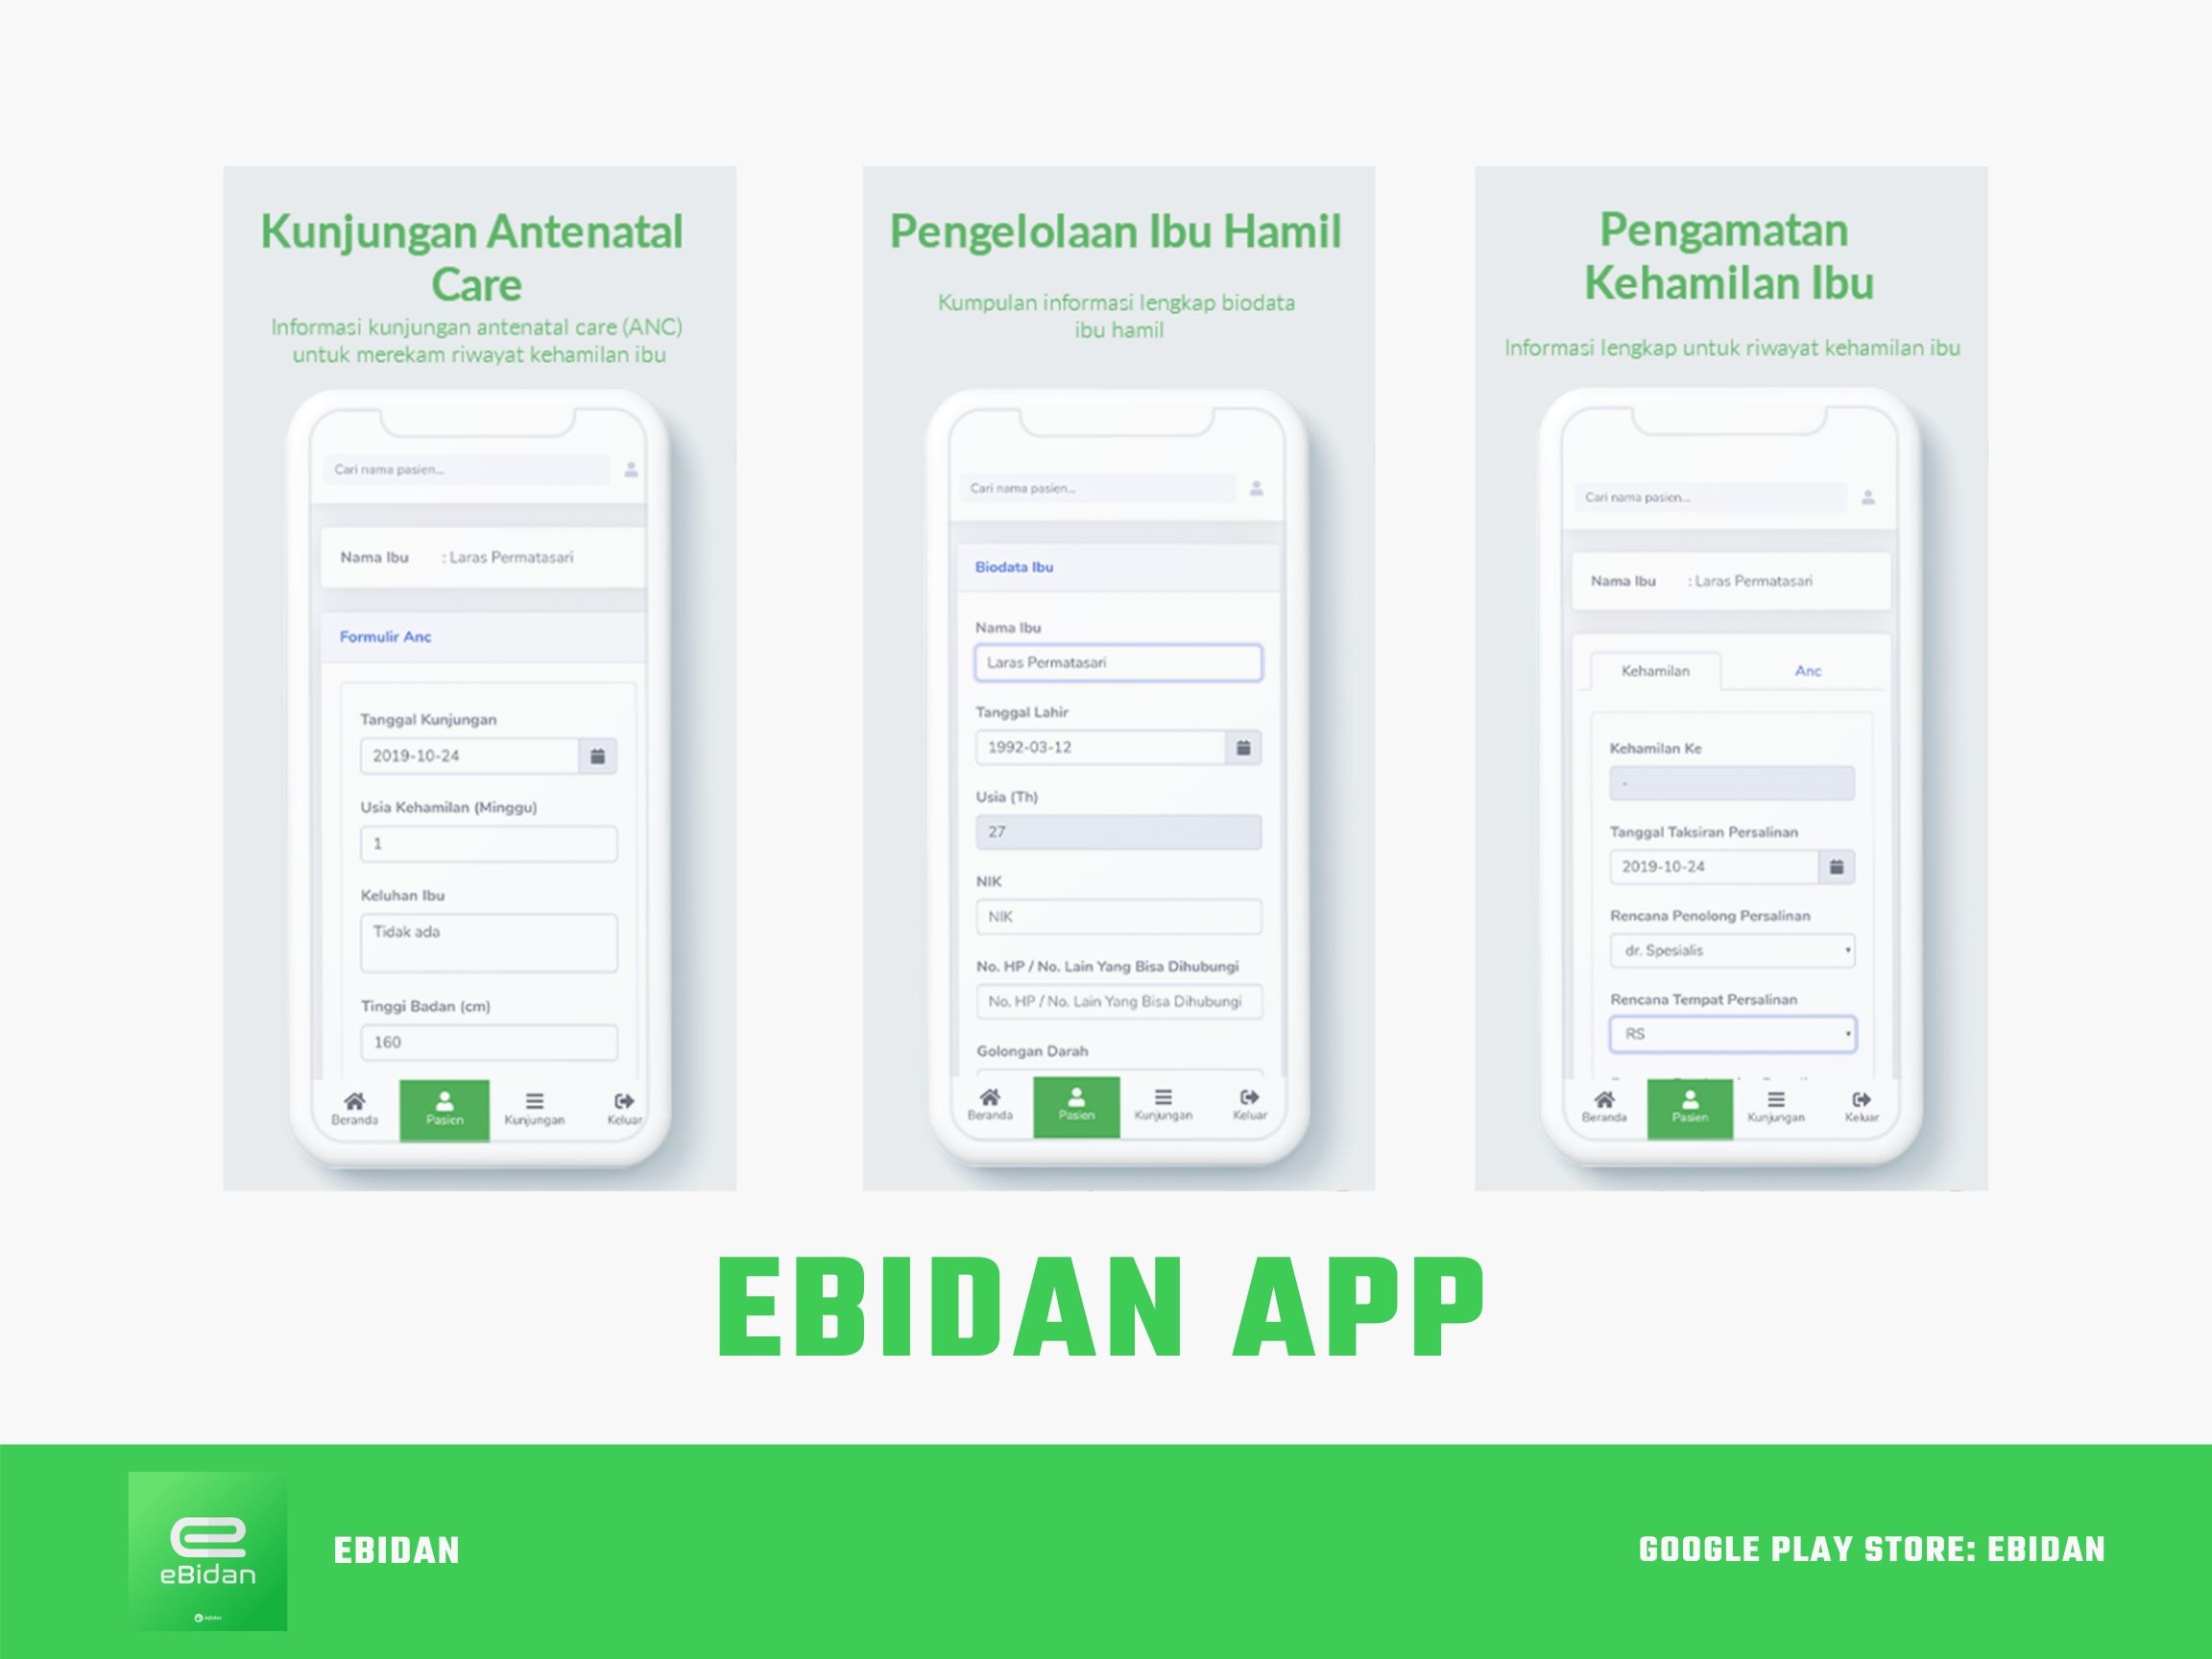 Kunjungan Antenatal
Care
Informasi kunjungan antenatal care (ANC)
untuk merekam riwayat kehamilan ibu
Cari nama pasien...
Nama Ibu : Laras Permatasari
Formulir Anc
Tanggal Kunjungan
2019-10-24
Usia Kehamilan (Minggu)
1
Keluhan Ibu
Tidak ada
Tinggi Badan (cm)
160
Beranda Pasien Kunjungan Keluar
Pengelolaan Ibu Hamil
Kumpulan informasi lengkap biodata
ibu hamil
Cari nama pasien...
Biodata Ibu
Nama Ibu
Laras Permatasari
Tanggal Lahir
1992-03-12
Usia (Th)
27
NIK
NIK
No. HP / No. Lain Yang Bisa Dihubungi
No. HP / No. Lain Yang Bisa Dihubungi
Golongan Darah
Beranda Pasien Kunjungan Keluar
Pengamatan
Kehamilan Ibu
Informasi lengkap untuk riwayat kehamilan ibu
Cari nama pasien...
Nama Ibu : Laras Permatasari
Kehamilan Anc
Kehamilan Ke
-
Tanggal Taksiran Persalinan
2019-10-24
Rencana Penolong Persalinan
dr. Spesialis
Rencana Tempat Persalinan
RS
Beranda Pasien Kunjungan Keluar
EBIDAN APP
eBidan
EBIDAN
GOOGLE PLAY STORE: EBIDAN